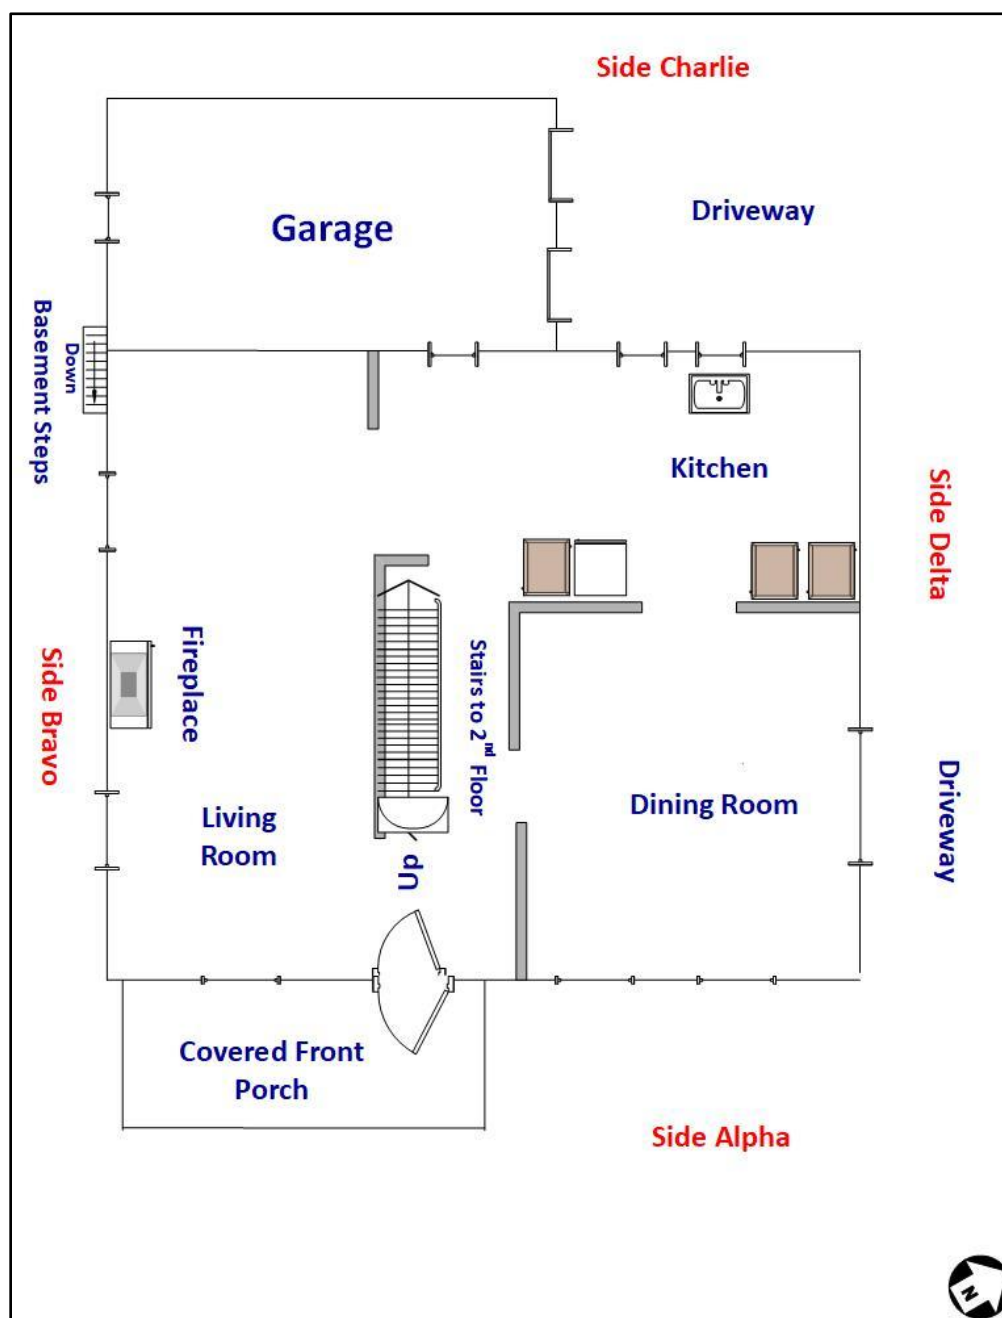 Side Charlie
Garage
Driveway
Basement Steps
Down
Kitchen
Side Delta
Side Bravo
Fireplace
Stairs to 2nd Floor
Living
Room
Dining Room
Driveway
Up
Covered Front
Porch
Side Alpha
N